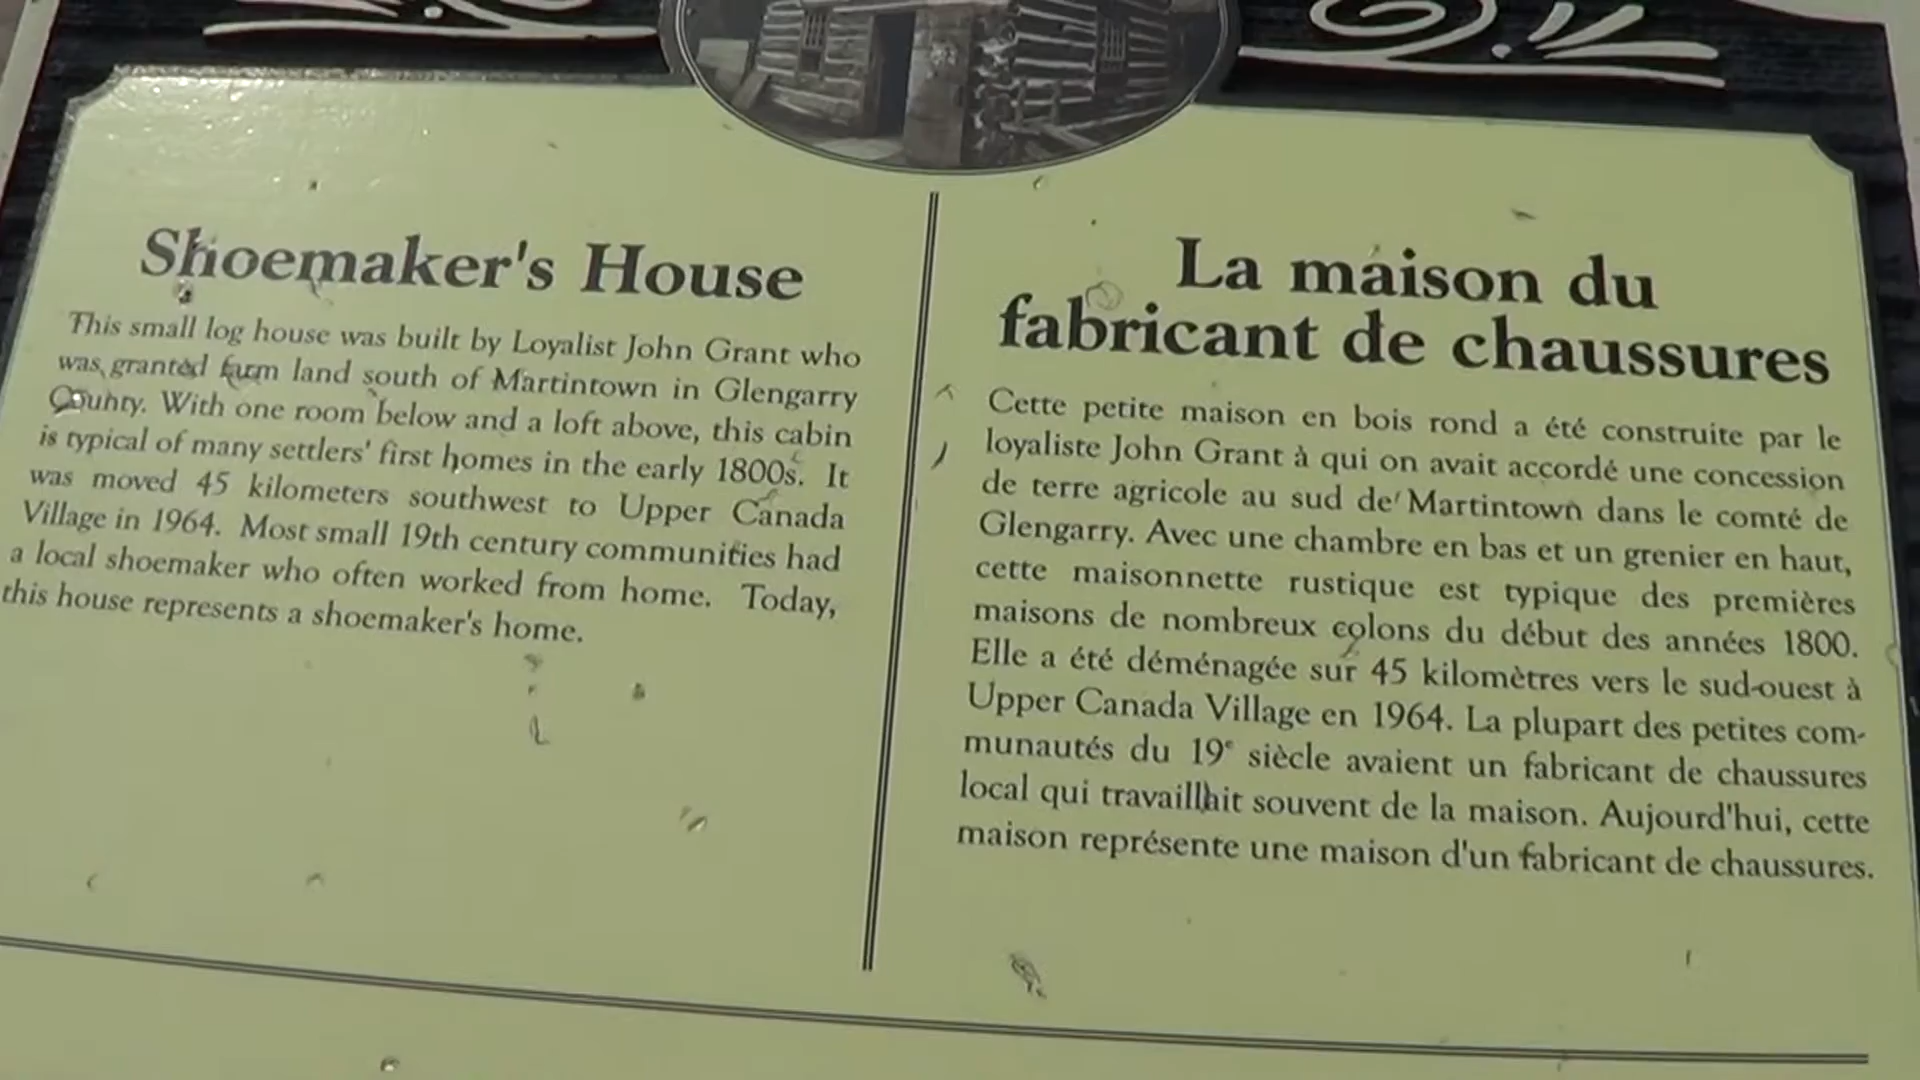 Shoemaker's House
This small log house was built by Loyalist John Grant who
was granted farm land south of Martintown in Glengarry
County. With one room below and a loft above, this cabin
is typical of many settlers' first homes in the early 1800s. It
was moved 45 kilometers southwest to Upper Canada
Village in 1964. Most small 19th century communities had
a local shoemaker who often worked from home. Today,
this house represents a shoemaker's home.
La maison du
fabricant de chaussures
Cette petite maison en bois rond a été construite par le
loyaliste John Grant à qui on avait accordé une concession
de terre agricole au sud de Martintown dans le comté de
Glengarry. Avec une chambre en bas et un grenier en haut,
cette maisonnette rustique est typique des premières
maisons de nombreux colons du début des années 1800.
Elle a été déménagée sur 45 kilomètres vers le sud-ouest à
Upper Canada Village en 1964. La plupart des petites com-
munautés du 19e siècle avaient un fabricant de chaussures
local qui travaillait souvent de la maison. Aujourd'hui, cette
maison représente une maison d'un fabricant de chaussures.